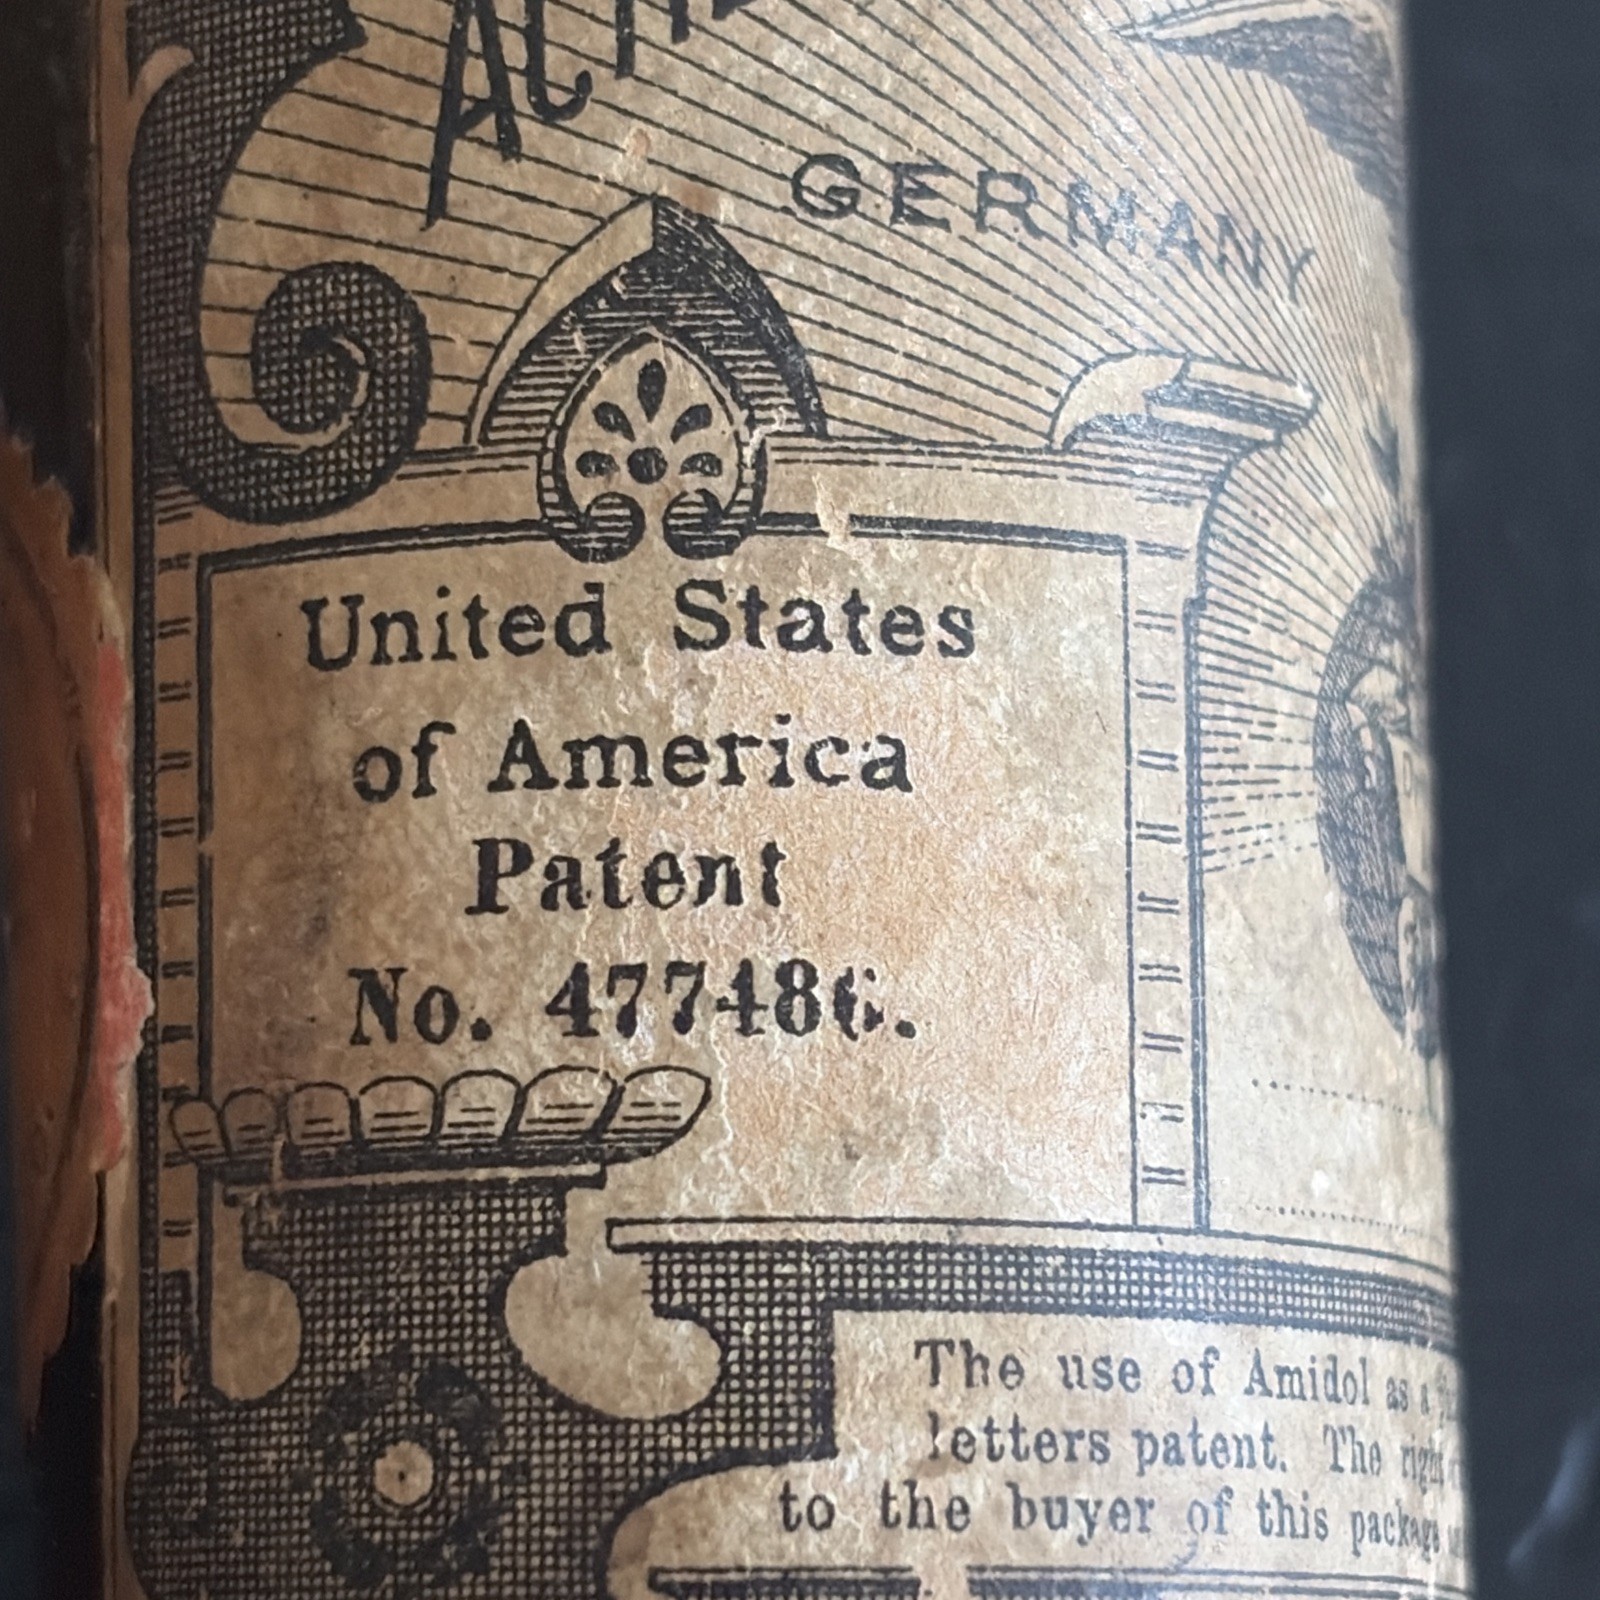 GERMANY
United States
of America
Patent
No. 477486.
The use of Amidol as a
letters patent. The right
to the buyer of this package